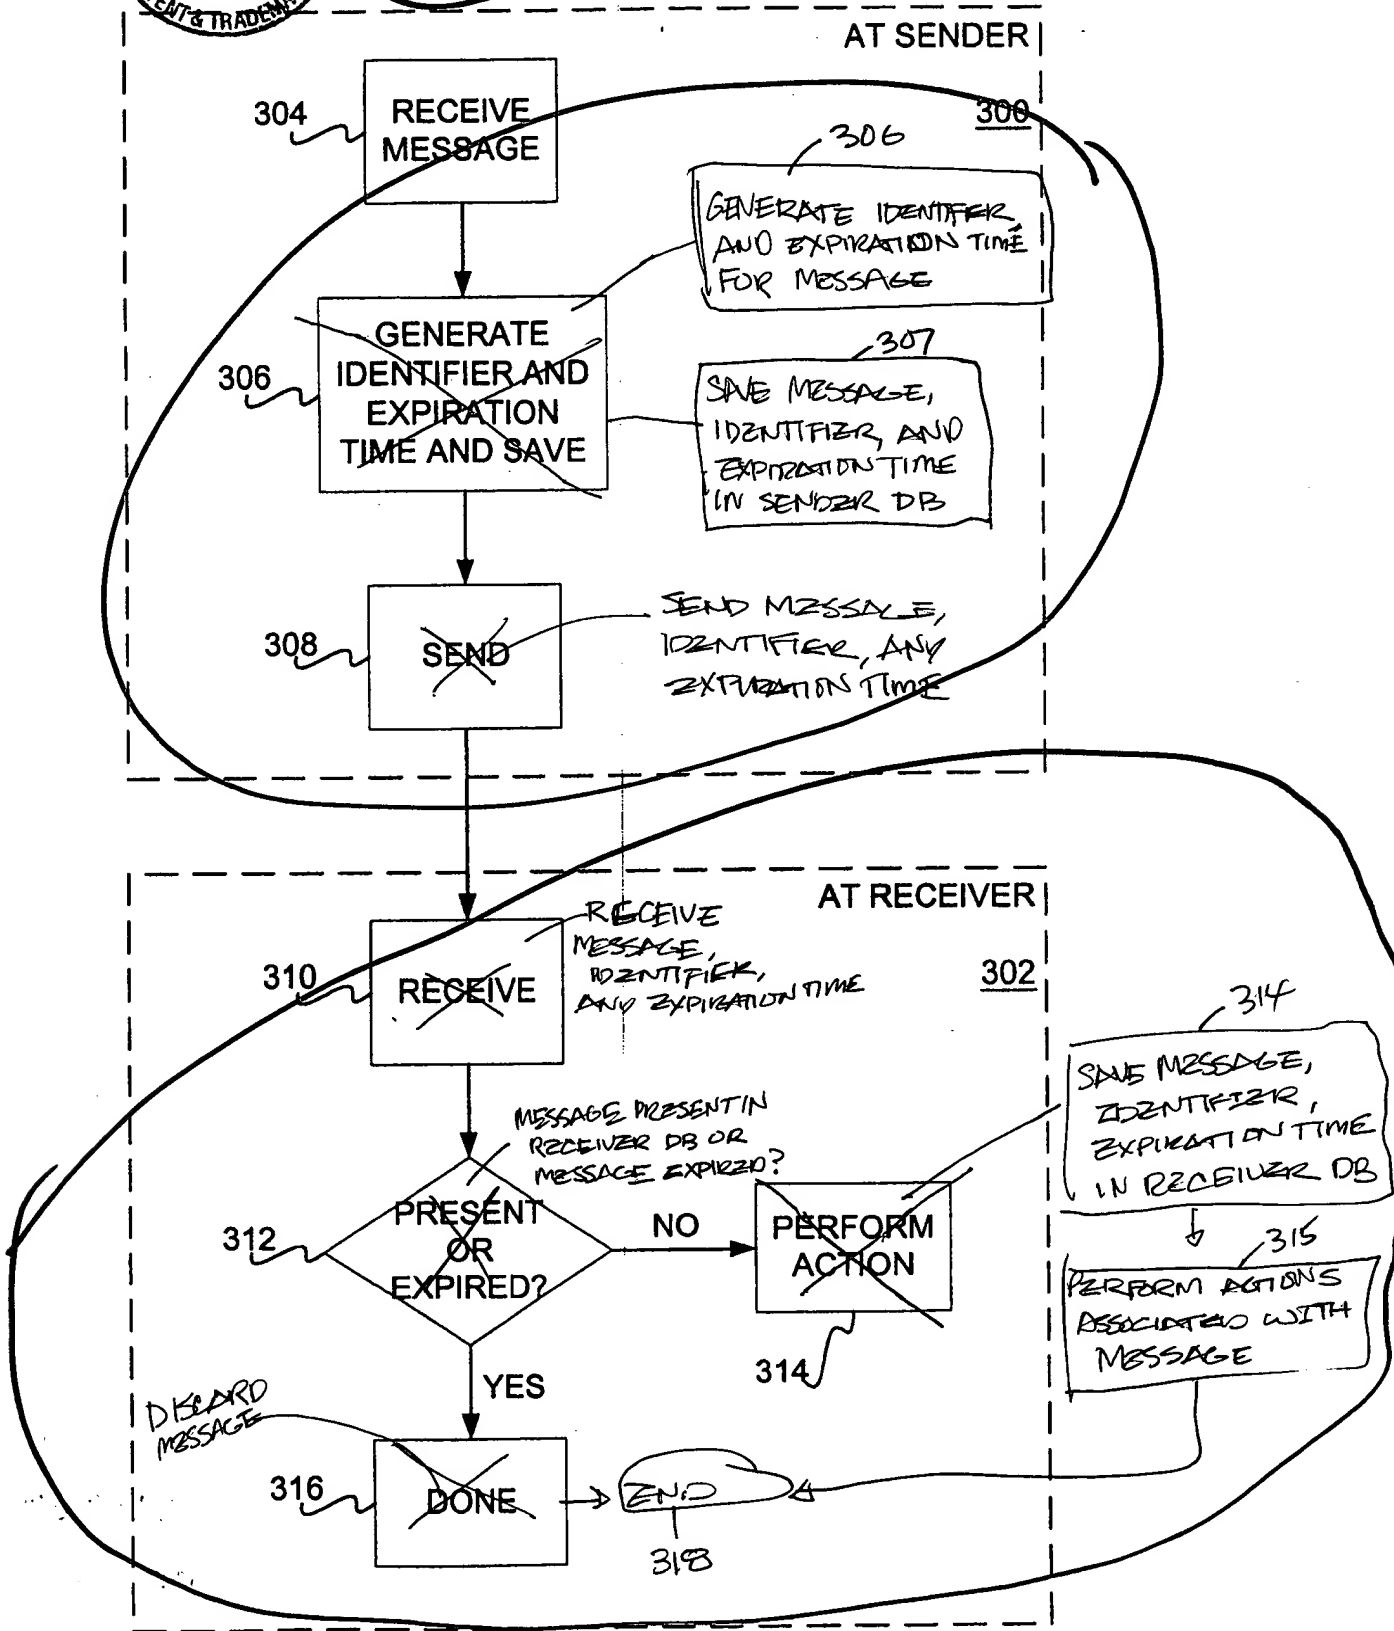 ENT & TRADEM
AT SENDER
300
304
RECEIVE
MESSAGE
306
GENERATE IDENTIFER
AND EXPIRATION TIME
FOR MESSAGE
306
GENERATE
IDENTIFIER AND
EXPIRATION
TIME AND SAVE
307
SAVE MESSAGE,
IDENTIFIER, AND
EXPIRATION TIME
IN SENDER DB
308
SEND
SEND MESSAGE,
IDENTIFIER, ANY
EXPIRATION TIME
AT RECEIVER
302
310
RECEIVE
RECEIVE
MESSAGE,
IDENTIFIER,
AND EXPIRATION TIME
MESSAGE PRESENT IN
RECEIVER DB OR
MESSAGE EXPIRED?
312
PRESENT
OR
EXPIRED?
NO
PERFORM
ACTION
314
314
SAVE MESSAGE,
IDENTIFIER,
EXPIRATION TIME
IN RECEIVER DB
315
PERFORM ACTIONS
ASSOCIATED WITH
MESSAGE
YES
DISCARD
MESSAGE
316
DONE
END
318